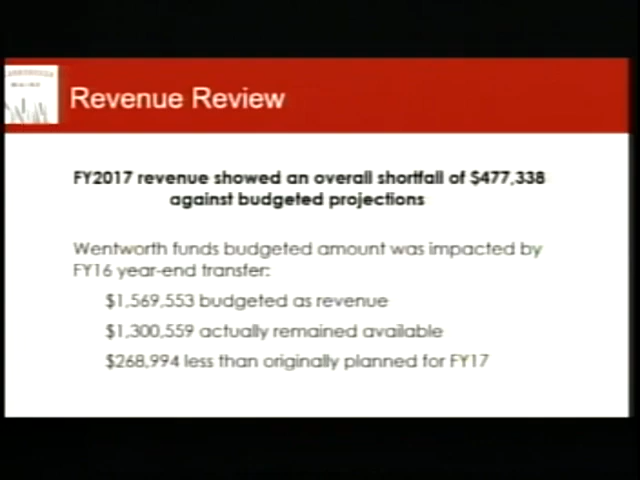 Revenue Review
FY2017 revenue showed an overall shortfall of $477,338
against budgeted projections
Wentworth funds budgeted amount was impacted by
FY16 year-end transfer:
$1,569,553 budgeted as revenue
$1,300,559 actually remained available
$268,994 less than originally planned for FY17